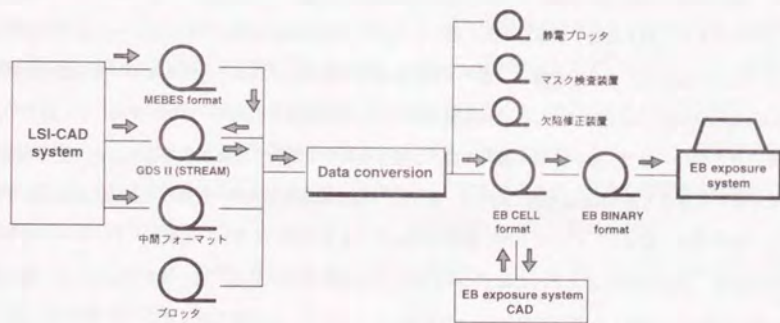 MEBES format
LSI-CAD
system
GDS II (STREAM)
中間フォーマット
プロッタ
Data conversion
静電プロッタ
マスク検査装置
欠陥修正装置
EB CELL
format
EB BINARY
format
EB exposure
system
EB exposure system
CAD